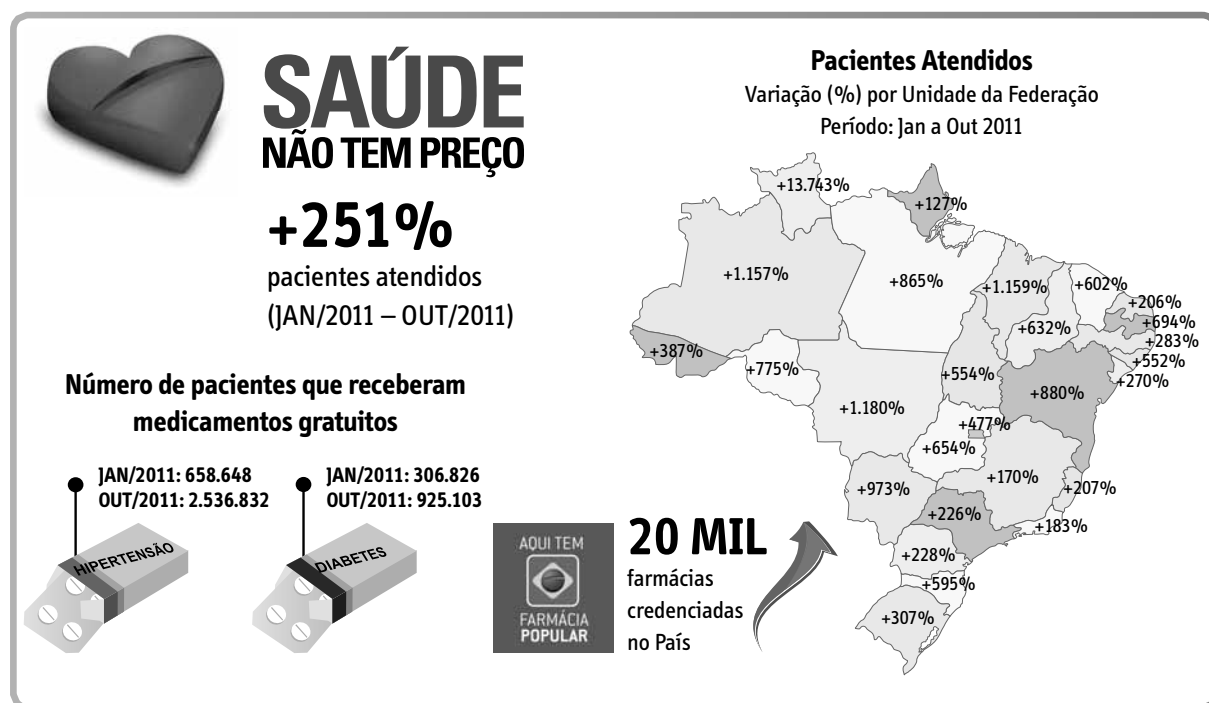 SAÚDE
NÃO TEM PREÇO
+251%
pacientes atendidos
(JAN/2011 – OUT/2011)
Número de pacientes que receberam
medicamentos gratuitos
JAN/2011: 658.648
OUT/2011: 2.536.832
HIPERTENSÃO
JAN/2011: 306.826
OUT/2011: 925.103
DIABETES
AQUI TEM
FARMÁCIA
POPULAR
20 MIL
farmácias
credenciadas
no País
Pacientes Atendidos
Variação (%) por Unidade da Federação
Período: Jan a Out 2011
+13.743%
+127%
+1.157%
+865%
+1.159%
+602%
+206%
+694%
+632%
+283%
+387%
+775%
+554%
+552%
+270%
+880%
+1.180%
+477%
+654%
+973%
+170%
+207%
+226%
+183%
+228%
+595%
+307%